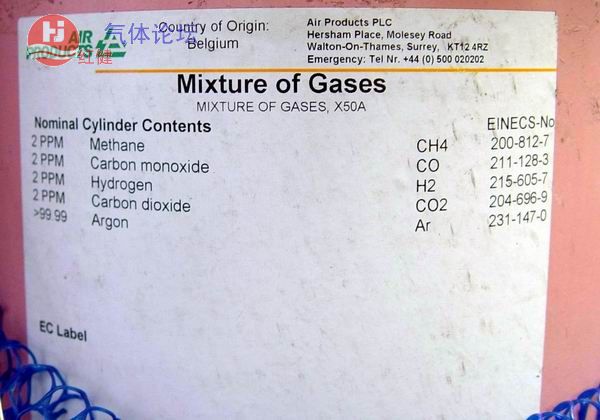 AIR PRODUCTS
H
红健
气体论坛
Country of Origin:
Belgium
Air Products PLC
Hersham Place, Molesey Road
Walton-On-Thames, Surrey, KT12 4RZ
Emergency: Tel Nr. +44 (0) 500 020202
Mixture of Gases
MIXTURE OF GASES, X50A
Nominal Cylinder Contents EINECS-No
2 PPM Methane CH4 200-812-7
2 PPM Carbon monoxide CO 211-128-3
2 PPM Hydrogen H2 215-605-7
2 PPM Carbon dioxide CO2 204-696-9
>99.99 Argon Ar 231-147-0
EC Label